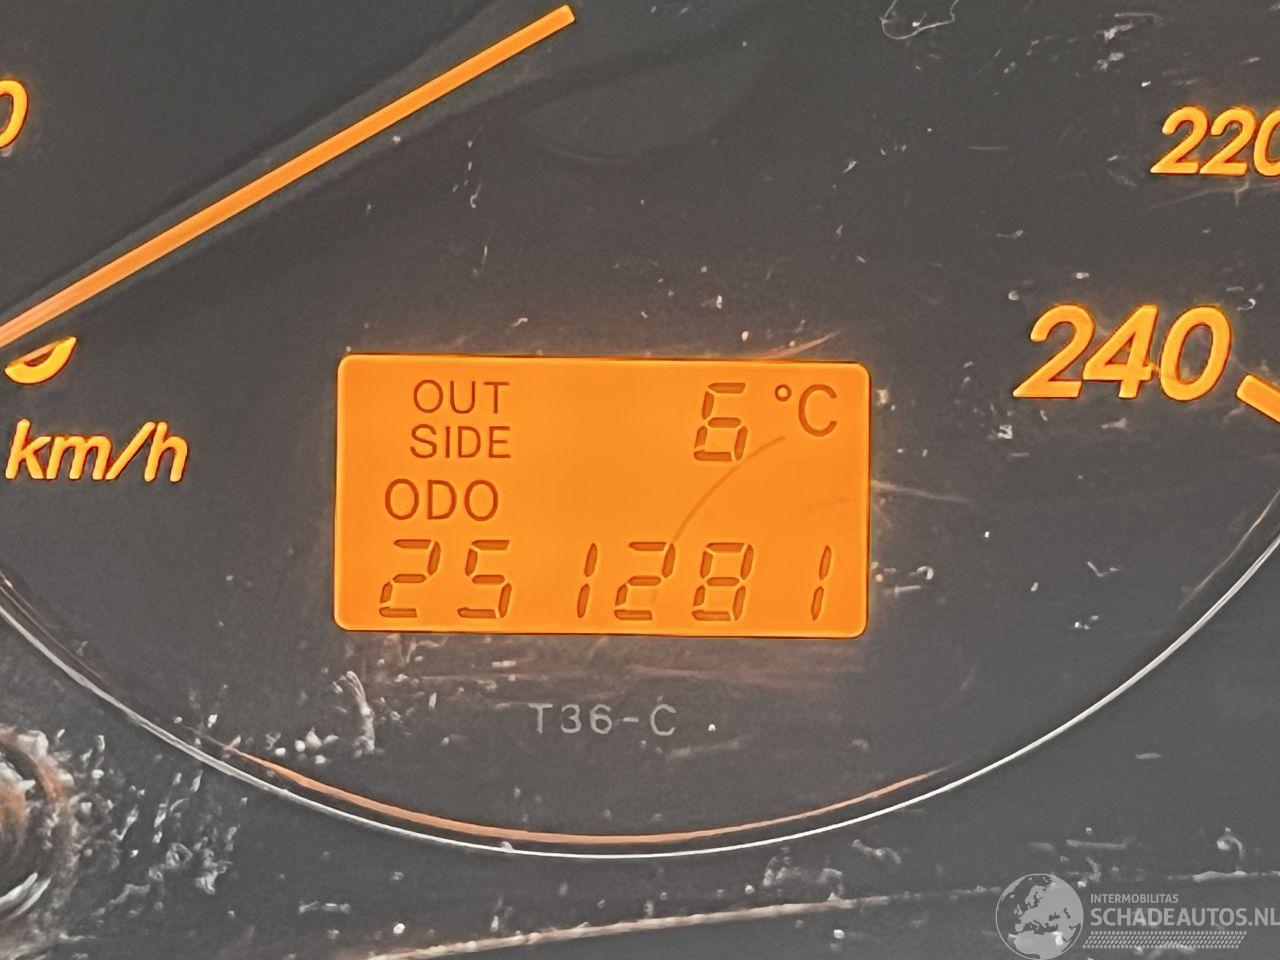 220
240
km/h
OUT SIDE 6 °C
ODO
251281
T36-C
INTERMOBILITAS
SCHADEAUTOS.NL